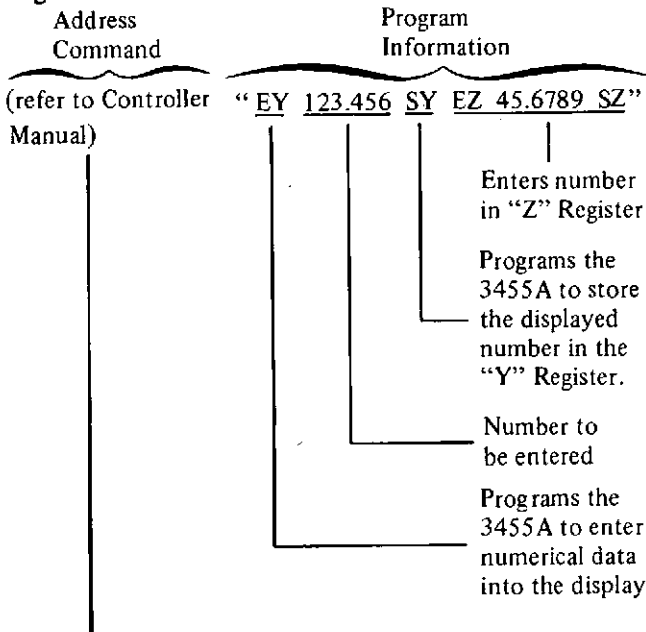 Address
Command
Program
Information
(refer to Controller
Manual)
“ EY 123.456 SY EZ 45.6789 SZ”
Enters number
in “Z” Register
Programs the
3455A to store
the displayed
number in the
“Y” Register.
Number to
be entered
Programs the
3455A to enter
numerical data
into the display